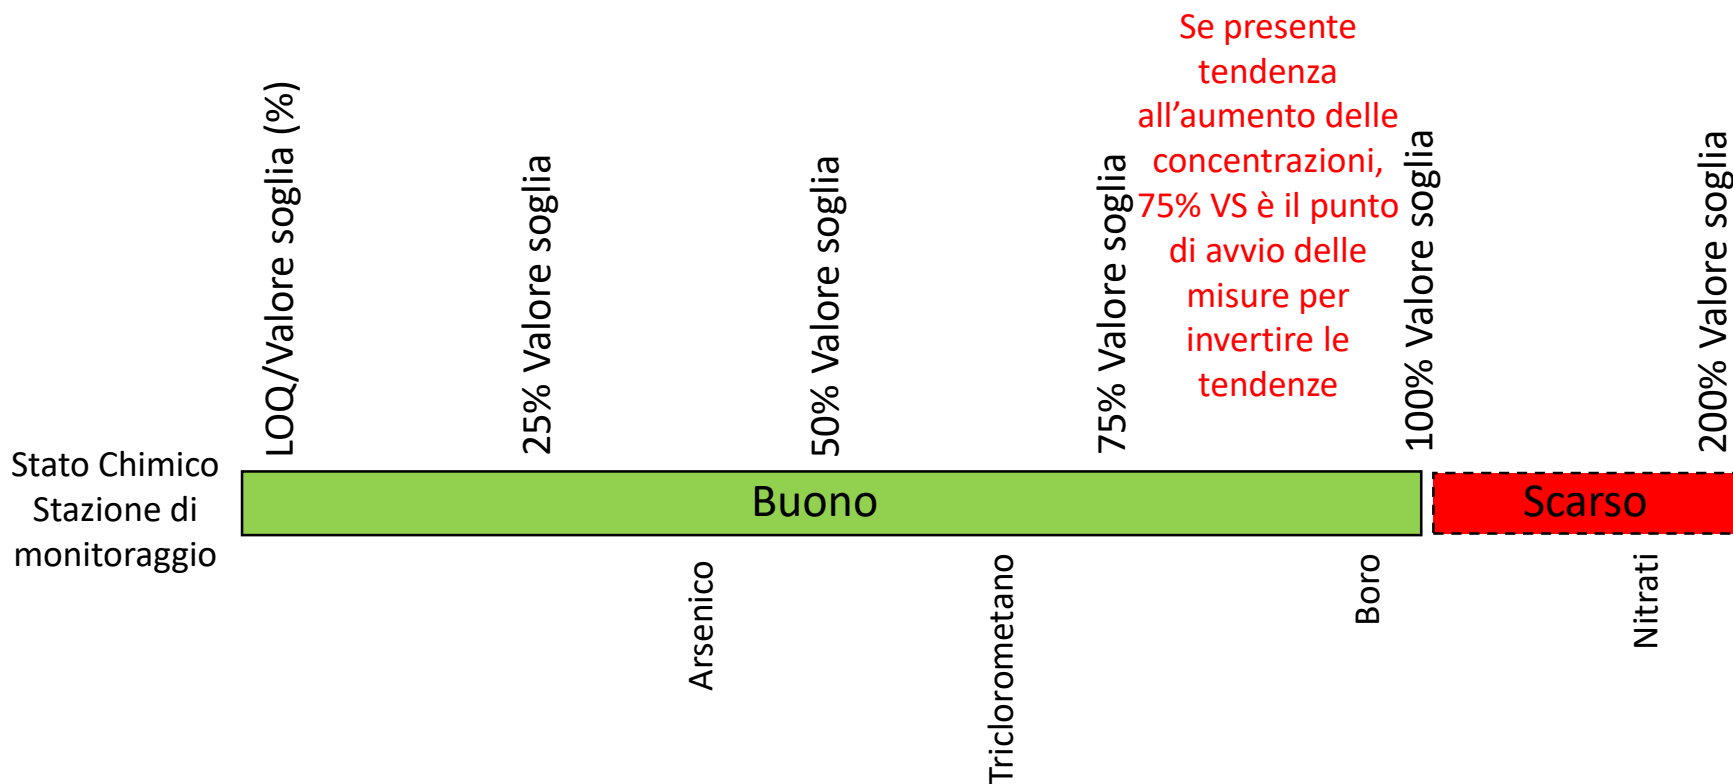 Se presente
tendenza
all’aumento delle
concentrazioni,
75% VS è il punto
di avvio delle
misure per
invertire le
tendenze
LOQ/Valore soglia (%)
25% Valore soglia
50% Valore soglia
75% Valore soglia
100% Valore soglia
200% Valore soglia
Stato Chimico
Stazione di
monitoraggio
Buono
Scarso
Arsenico
Triclorometano
Boro
Nitrati